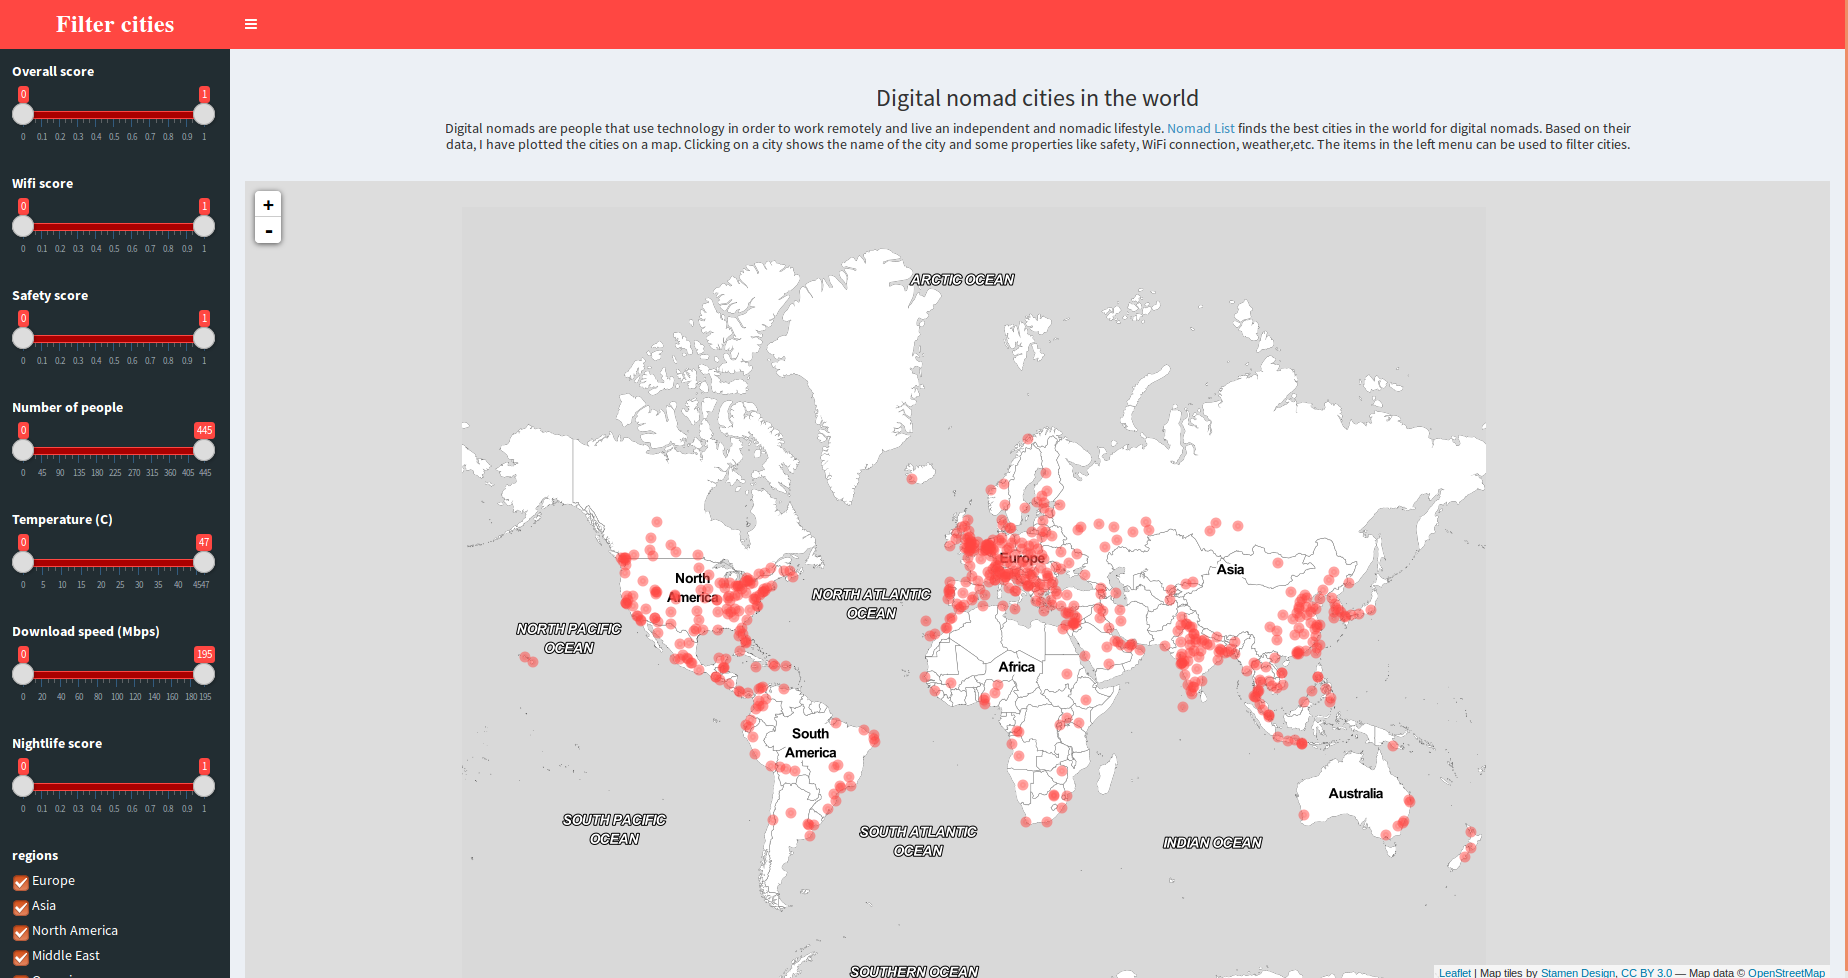 Filter cities
Overall score
0 1
0 0.1 0.2 0.3 0.4 0.5 0.6 0.7 0.8 0.9 1
Wifi score
0 1
0 0.1 0.2 0.3 0.4 0.5 0.6 0.7 0.8 0.9 1
Safety score
0 1
0 0.1 0.2 0.3 0.4 0.5 0.6 0.7 0.8 0.9 1
Number of people
0 445
0 45 90 135 180 225 270 315 360 405 445
Temperature (C)
0 47
0 5 10 15 20 25 30 35 40 4547
Download speed (Mbps)
0 195
0 20 40 60 80 100 120 140 160 180 195
Nightlife score
0 1
0 0.1 0.2 0.3 0.4 0.5 0.6 0.7 0.8 0.9 1
regions
Europe
Asia
North America
Middle East
Digital nomad cities in the world
Digital nomads are people that use technology in order to work remotely and live an independent and nomadic lifestyle. Nomad List finds the best cities in the world for digital nomads. Based on their
data, I have plotted the cities on a map. Clicking on a city shows the name of the city and some properties like safety, WiFi connection, weather,etc. The items in the left menu can be used to filter cities.
+
-
ARCTIC OCEAN
Europe
Asia
North
America
NORTH ATLANTIC
OCEAN
NORTH PACIFIC
OCEAN
Africa
South
America
Australia
SOUTH PACIFIC
OCEAN
SOUTH ATLANTIC
OCEAN
INDIAN OCEAN
SOUTHERN OCEAN
Leaflet | Map tiles by Stamen Design, CC BY 3.0 — Map data © OpenStreetMap